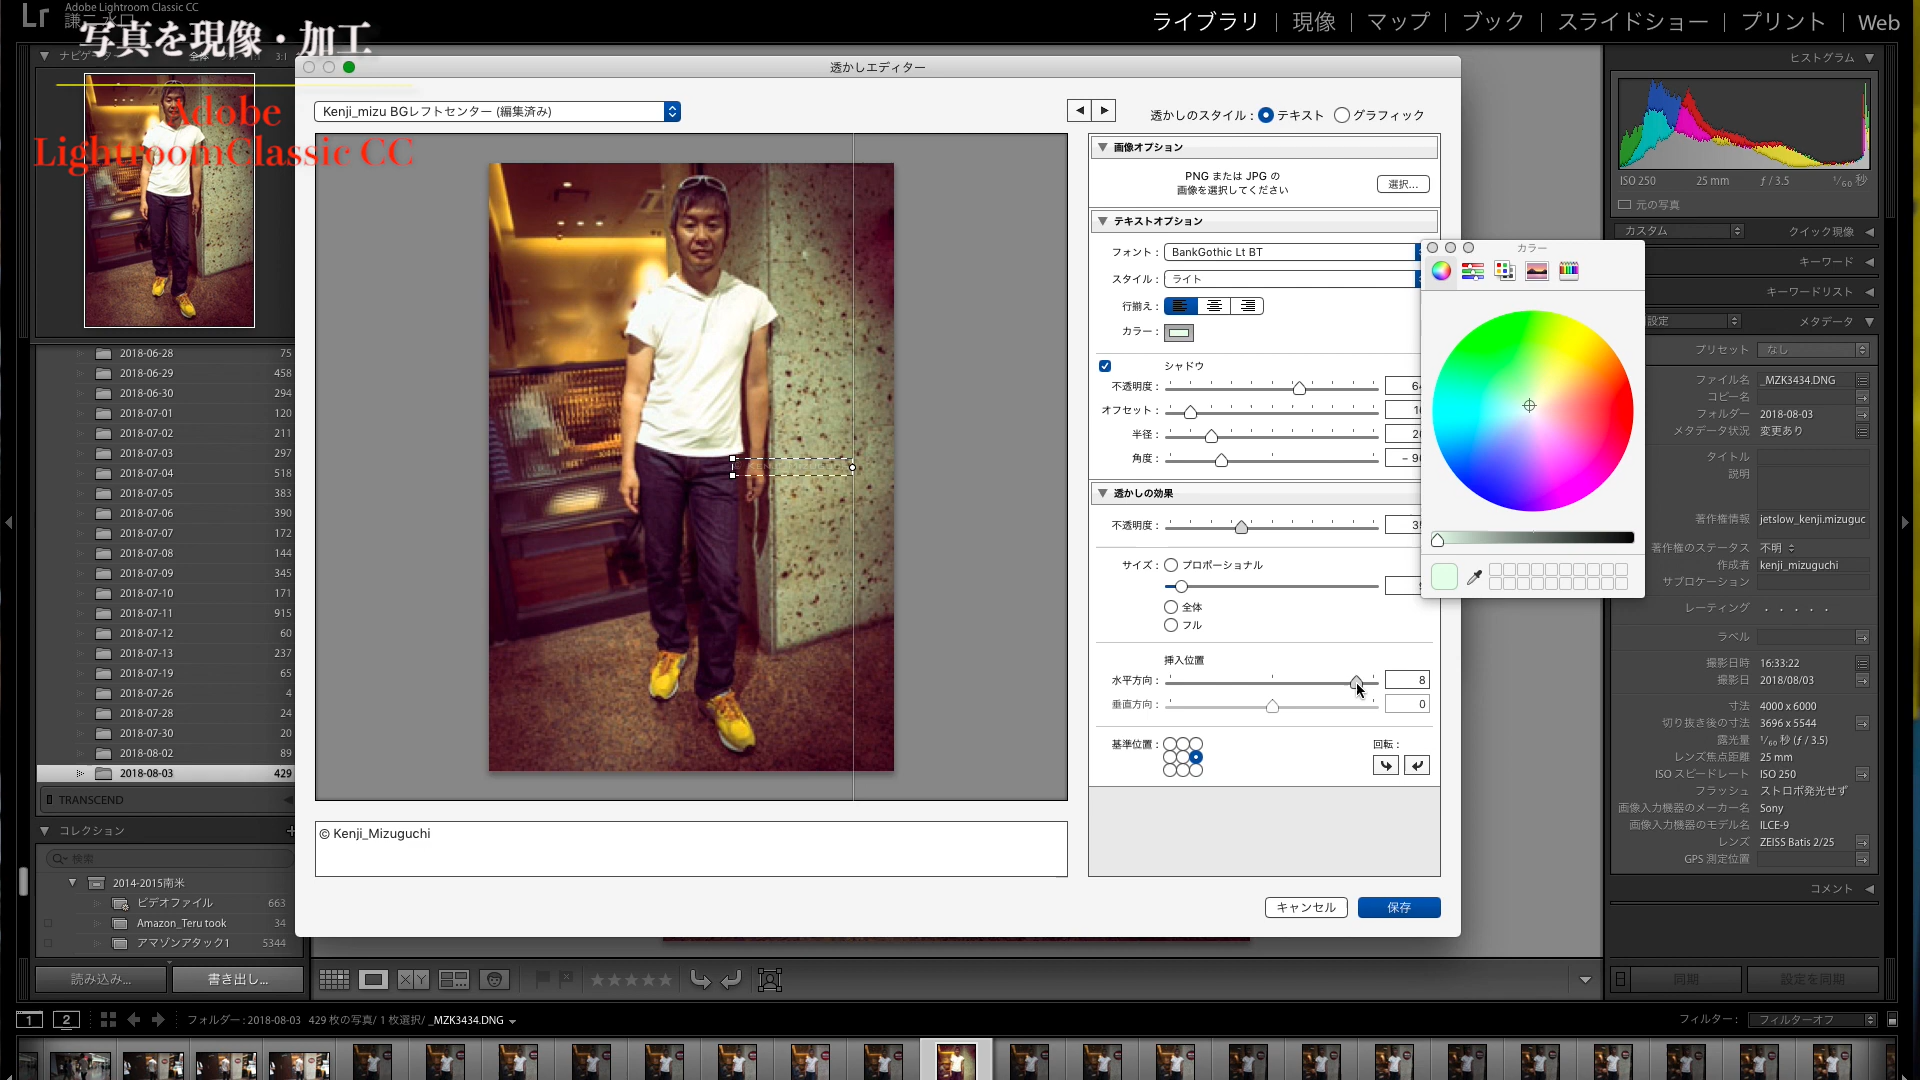 Adobe Lightroom Classic CC
写真を現像・加工
Adobe
LightroomClassic CC
ライブラリ | 現像 | マップ | ブック | スライドショー | プリント | Web
透かしエディター
Kenji_mizu BGレフトセンター (編集済み)
透かしのスタイル : テキスト グラフィック
画像オプション
PNG または JPG の
画像を選択してください
選択...
テキストオプション
フォント : BankGothic Lt BT
スタイル : ライト
行揃え :
カラー :
シャドウ
不透明度 :
オフセット :
半径 :
角度 :
透かしの効果
不透明度 :
サイズ : プロポーショナル
全体
フル
挿入位置
水平方向 : 8
垂直方向 : 0
基準位置 : 回転 :
© Kenji_Mizuguchi
キャンセル 保存
カラー
2018-06-28 75
2018-06-29 458
2018-06-30 294
2018-07-01 120
2018-07-02 211
2018-07-03 297
2018-07-04 518
2018-07-05 383
2018-07-06 390
2018-07-07 172
2018-07-08 144
2018-07-09 345
2018-07-10 171
2018-07-11 915
2018-07-12 60
2018-07-13 237
2018-07-19 65
2018-07-26 4
2018-07-28 24
2018-07-30 20
2018-08-02 89
2018-08-03 429
TRANSCEND
コレクション
検索
2014-2015南米
ビデオファイル 663
Amazon_Teru took 34
アマゾンアタック1 5344
読み込み... 書き出し...
ヒストグラム
ISO 250 25 mm ƒ / 3.5 1/60 秒
元の写真
カスタム クイック現像
キーワード
キーワードリスト
設定 メタデータ
プリセット なし
ファイル名 _MZK3434.DNG
コピー名
フォルダー 2018-08-03
メタデータ状況 変更あり
タイトル
説明
著作権情報 jetslow_kenji.mizuguc
著作権のステータス 不明
作成者 kenji_mizuguchi
サブロケーション
レーティング
ラベル
撮影日時 16:33:22
撮影日 2018/08/03
寸法 4000 x 6000
切り抜き後の寸法 3696 x 5544
露光量 1/60 秒 (ƒ / 3.5)
レンズ焦点距離 25 mm
ISO スピードレート ISO 250
フラッシュ ストロボ発光せず
画像入力機器のメーカー名 Sony
画像入力機器のモデル名 ILCE-9
レンズ ZEISS Batis 2/25
GPS 測定位置
コメント
同期 設定を同期
1 2 フォルダー : 2018-08-03 429 枚の写真/ 1 枚選択/ _MZK3434.DNG
フィルター : フィルターオフ